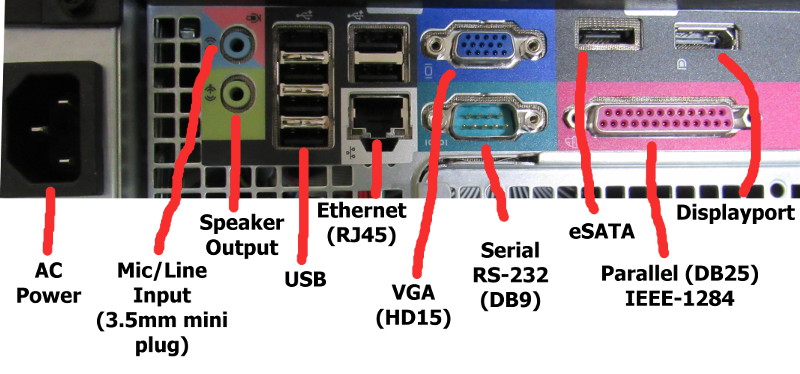 AC
Power
Mic/Line
Input
(3.5mm mini
plug)
Speaker
Output
USB
Ethernet
(RJ45)
VGA
(HD15)
Serial
RS-232
(DB9)
eSATA
Parallel (DB25)
IEEE-1284
Displayport